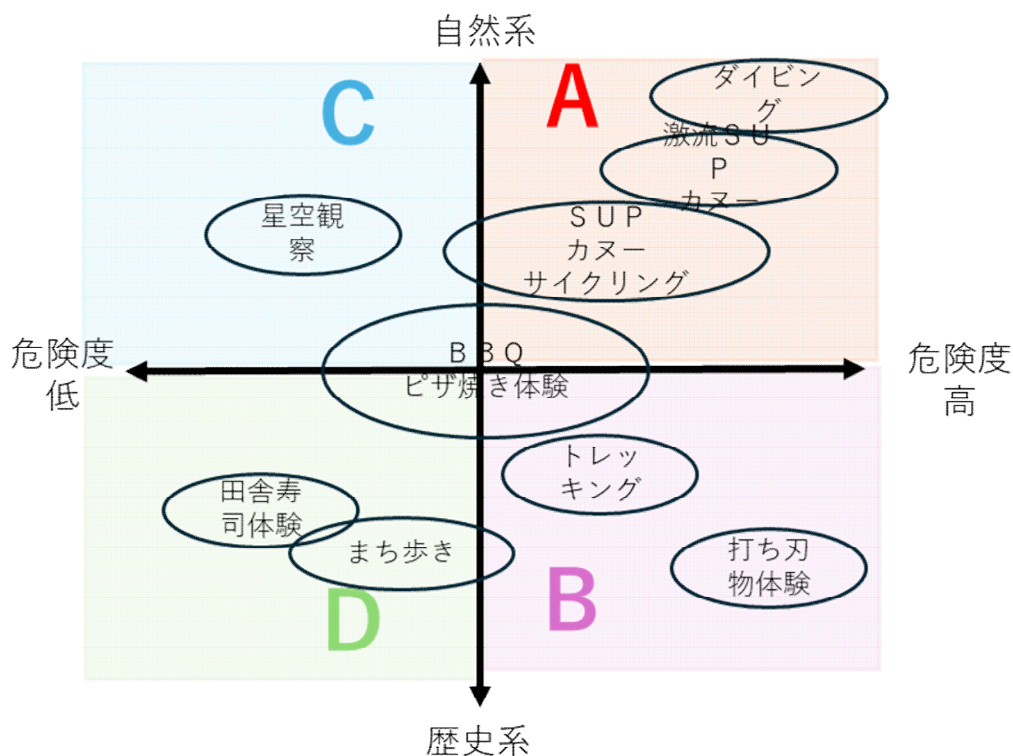 自然系
C
A
ダイビン
グ
激流ＳＵ
Ｐ
カヌー
星空観
察
ＳＵＰ
カヌー
サイクリング
危険度
低
ＢＢＱ
ピザ焼き体験
危険度
高
トレッ
キング
田舎寿
司体験
まち歩き
打ち刃
物体験
D
B
歴史系